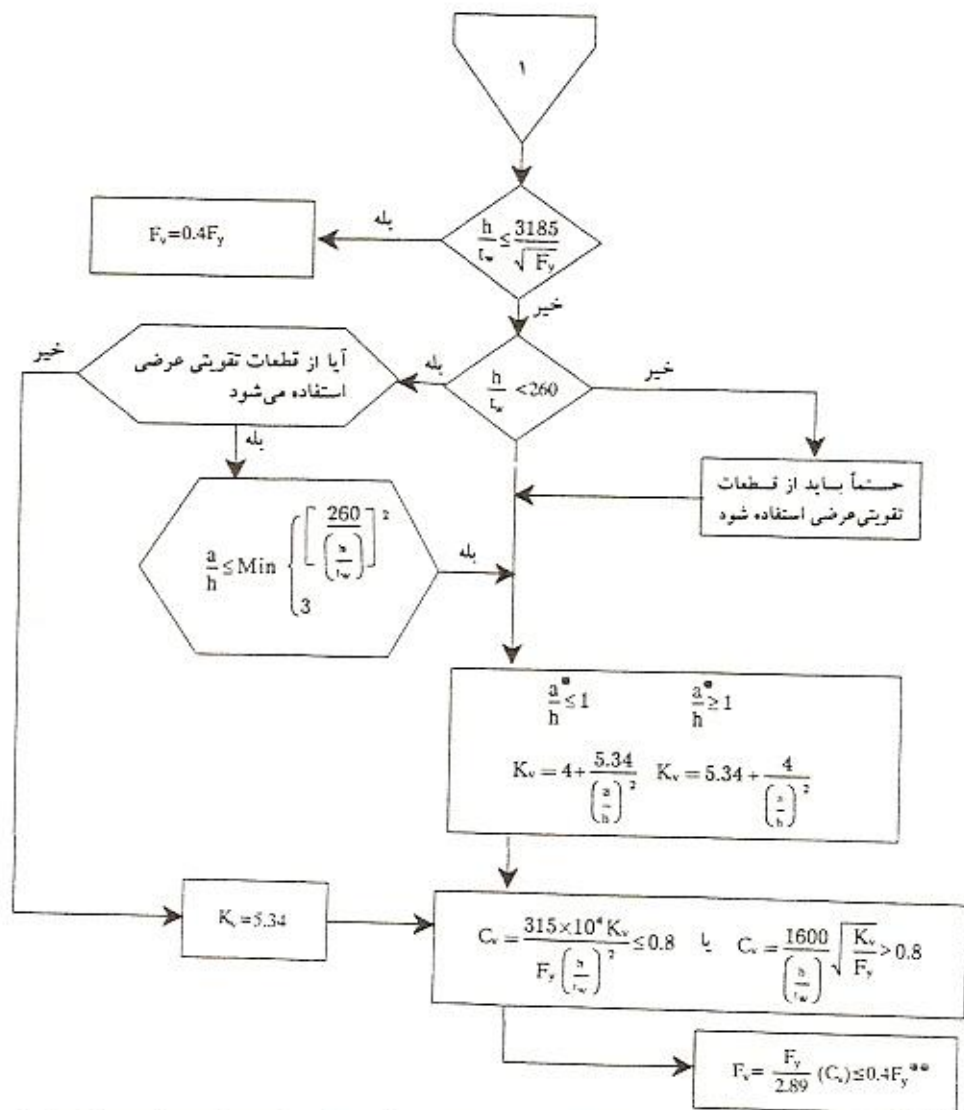 ۱
h/t_w ≤ 3185/√F_y
بله
F_v=0.4F_y
خیر
h/t_w <260
بله
خیر
آیا از قطعات تقویتی عرضی
استفاده می‌شود
خیر
بله
حتماً باید از قطعات
تقویتی عرضی استفاده شود
a/h ≤ Min { [260/(h/t_w)]²
3
بله
a/h* ≤ 1 a/h* ≥ 1
K_v = 4 + 5.34/(a/h)² K_v = 5.34 + 4/(a/h)²
K_v = 5.34
C_v = 315×10⁴ K_v / F_y (h/t_w)² ≤ 0.8 یا C_v = 1600/(h/t_w) √(K_v/F_y) > 0.8
F_v = F_y/2.89 (C_v) ≤ 0.4F_y**